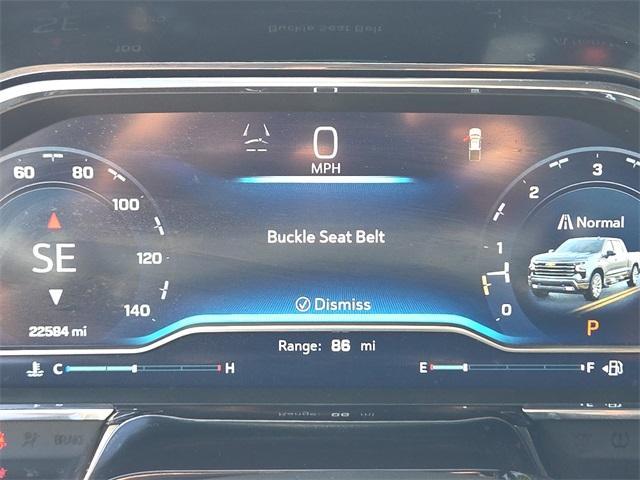 0
MPH
60 80 100 120 140
SE
22584 mi
Buckle Seat Belt
Dismiss
3
2
1
0
Normal
P
Range: 86 mi
C H
E F
BRAKE